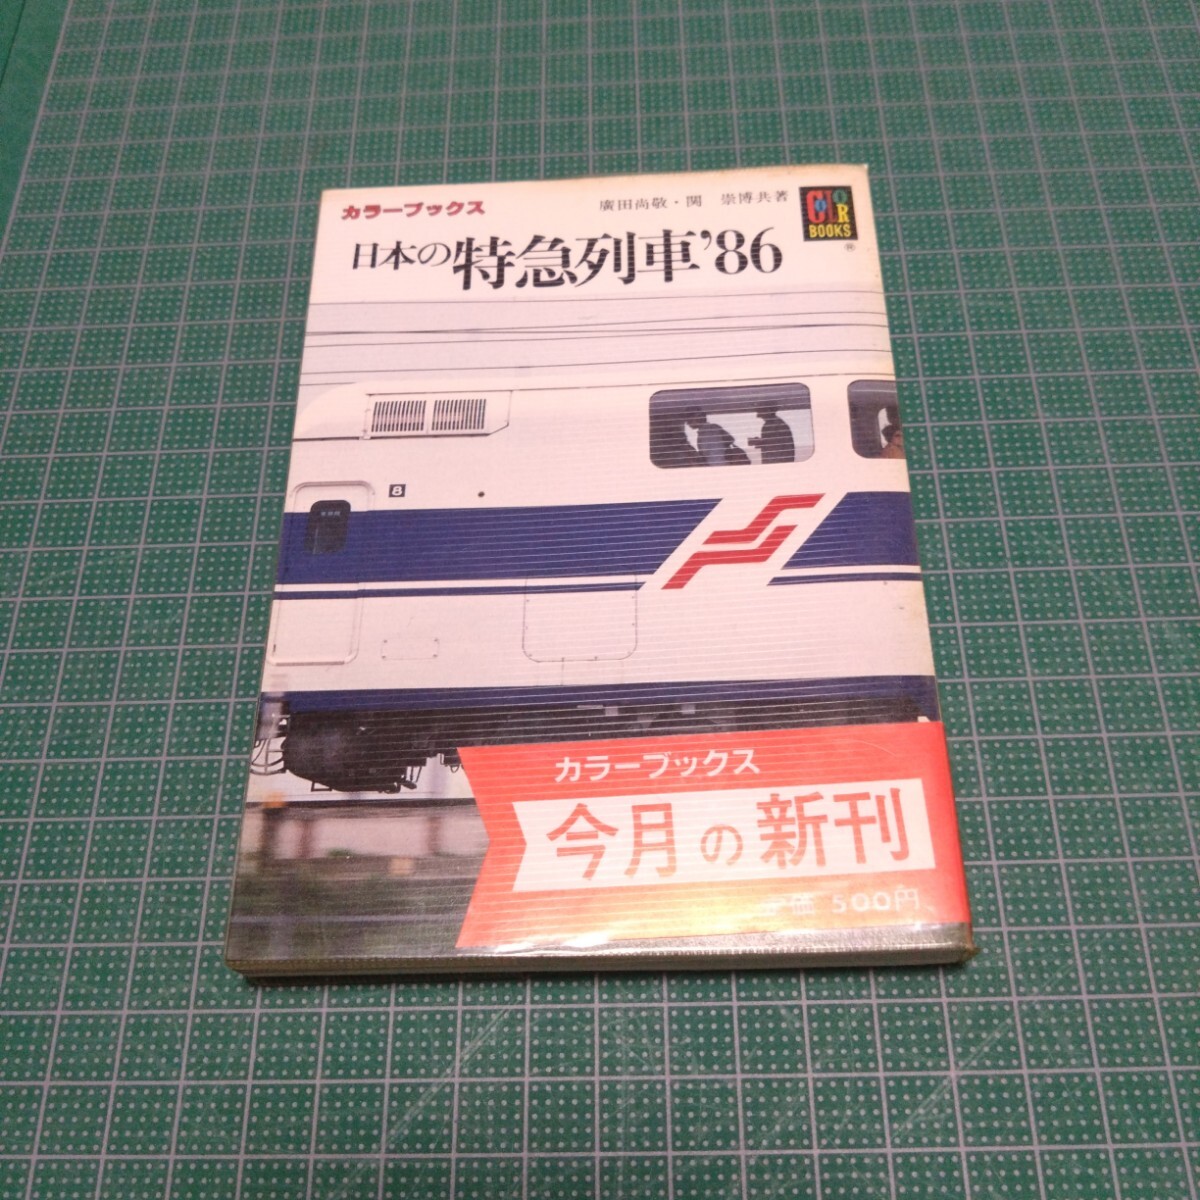 カラーブックス
廣田尚敬・関 崇博共著
COLOR
BOOKS
日本の特急列車'86
8
カラーブックス
今月の新刊
定価 500円